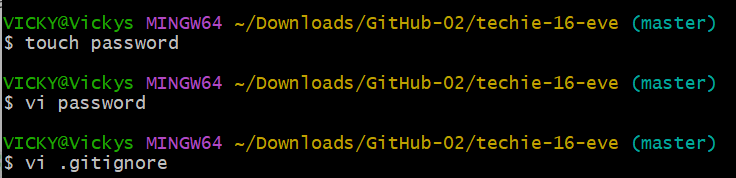 VICKY@Vickys MINGW64 ~/Downloads/GitHub-02/techie-16-eve (master)
$ touch password
VICKY@Vickys MINGW64 ~/Downloads/GitHub-02/techie-16-eve (master)
$ vi password
VICKY@Vickys MINGW64 ~/Downloads/GitHub-02/techie-16-eve (master)
$ vi .gitignore